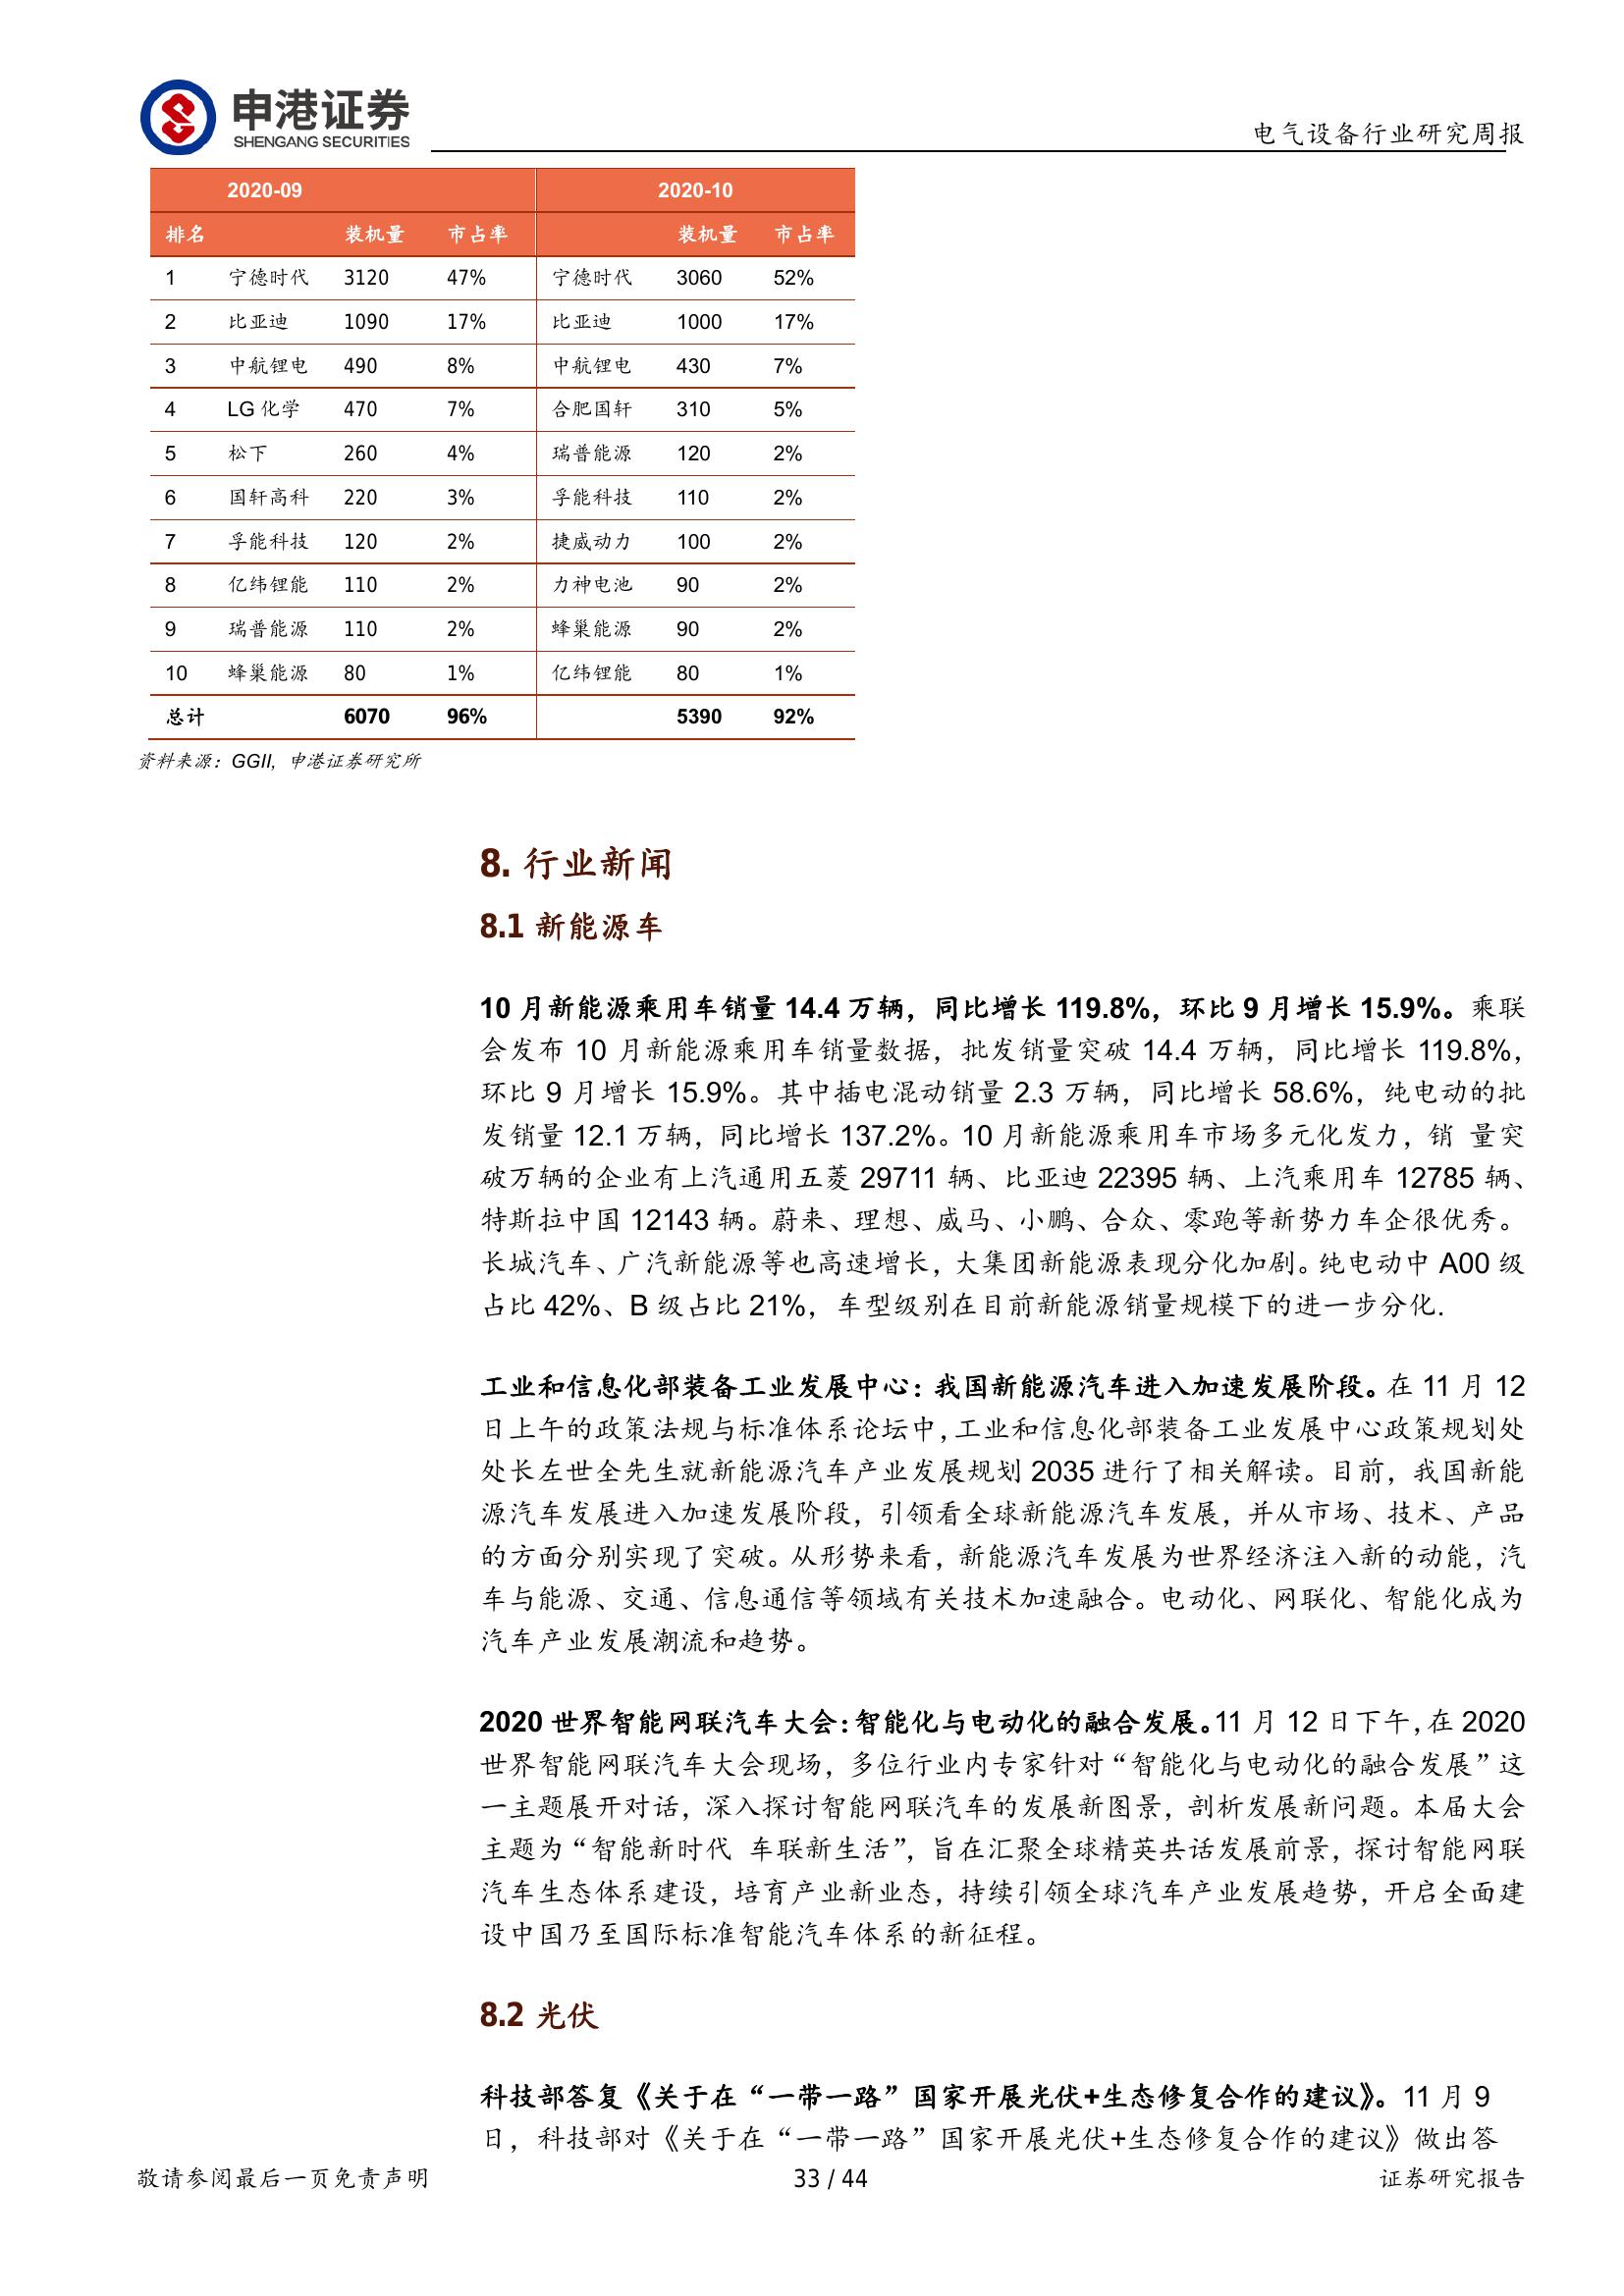 申港证券
SHENGANG SECURITIES
电气设备行业研究周报
2020-09 2020-10
排名 装机量 市占率 装机量 市占率
1 宁德时代 3120 47% 宁德时代 3060 52%
2 比亚迪 1090 17% 比亚迪 1000 17%
3 中航锂电 490 8% 中航锂电 430 7%
4 LG 化学 470 7% 合肥国轩 310 5%
5 松下 260 4% 瑞普能源 120 2%
6 国轩高科 220 3% 孚能科技 110 2%
7 孚能科技 120 2% 捷威动力 100 2%
8 亿纬锂能 110 2% 力神电池 90 2%
9 瑞普能源 110 2% 蜂巢能源 90 2%
10 蜂巢能源 80 1% 亿纬锂能 80 1%
总计 6070 96% 5390 92%
资料来源：GGII, 申港证券研究所
8. 行业新闻
8.1 新能源车
10 月新能源乘用车销量 14.4 万辆，同比增长 119.8%，环比 9 月增长 15.9%。乘联
会发布 10 月新能源乘用车销量数据，批发销量突破 14.4 万辆，同比增长 119.8%，
环比 9 月增长 15.9%。其中插电混动销量 2.3 万辆，同比增长 58.6%，纯电动的批
发销量 12.1 万辆，同比增长 137.2%。10 月新能源乘用车市场多元化发力，销 量突
破万辆的企业有上汽通用五菱 29711 辆、比亚迪 22395 辆、上汽乘用车 12785 辆、
特斯拉中国 12143 辆。蔚来、理想、威马、小鹏、合众、零跑等新势力车企很优秀。
长城汽车、广汽新能源等也高速增长，大集团新能源表现分化加剧。纯电动中 A00 级
占比 42%、B 级占比 21%，车型级别在目前新能源销量规模下的进一步分化.
工业和信息化部装备工业发展中心：我国新能源汽车进入加速发展阶段。在 11 月 12
日上午的政策法规与标准体系论坛中，工业和信息化部装备工业发展中心政策规划处
处长左世全先生就新能源汽车产业发展规划 2035 进行了相关解读。目前，我国新能
源汽车发展进入加速发展阶段，引领看全球新能源汽车发展，并从市场、技术、产品
的方面分别实现了突破。从形势来看，新能源汽车发展为世界经济注入新的动能，汽
车与能源、交通、信息通信等领域有关技术加速融合。电动化、网联化、智能化成为
汽车产业发展潮流和趋势。
2020 世界智能网联汽车大会：智能化与电动化的融合发展。11 月 12 日下午，在 2020
世界智能网联汽车大会现场，多位行业内专家针对“智能化与电动化的融合发展”这
一主题展开对话，深入探讨智能网联汽车的发展新图景，剖析发展新问题。本届大会
主题为“智能新时代 车联新生活”，旨在汇聚全球精英共话发展前景，探讨智能网联
汽车生态体系建设，培育产业新业态，持续引领全球汽车产业发展趋势，开启全面建
设中国乃至国际标准智能汽车体系的新征程。
8.2 光伏
科技部答复《关于在“一带一路”国家开展光伏+生态修复合作的建议》。11 月 9
日，科技部对《关于在“一带一路”国家开展光伏+生态修复合作的建议》做出答
敬请参阅最后一页免责声明 33 / 44 证券研究报告